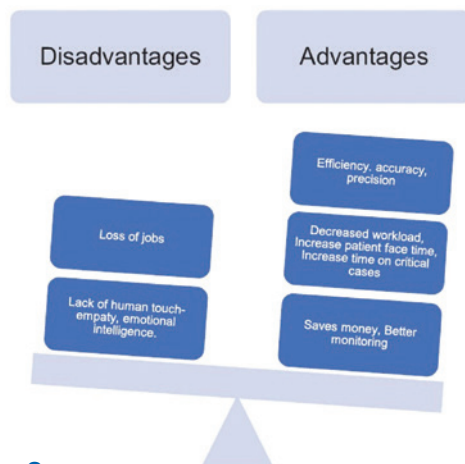 Disadvantages
Advantages
Loss of jobs
Lack of human touch-
empaty, emotional
intelligence.
Efficiency. accuracy,
precision
Decreased workload,
Increase patient face time,
Increase time on critical
cases
Saves money, Better
monitoring